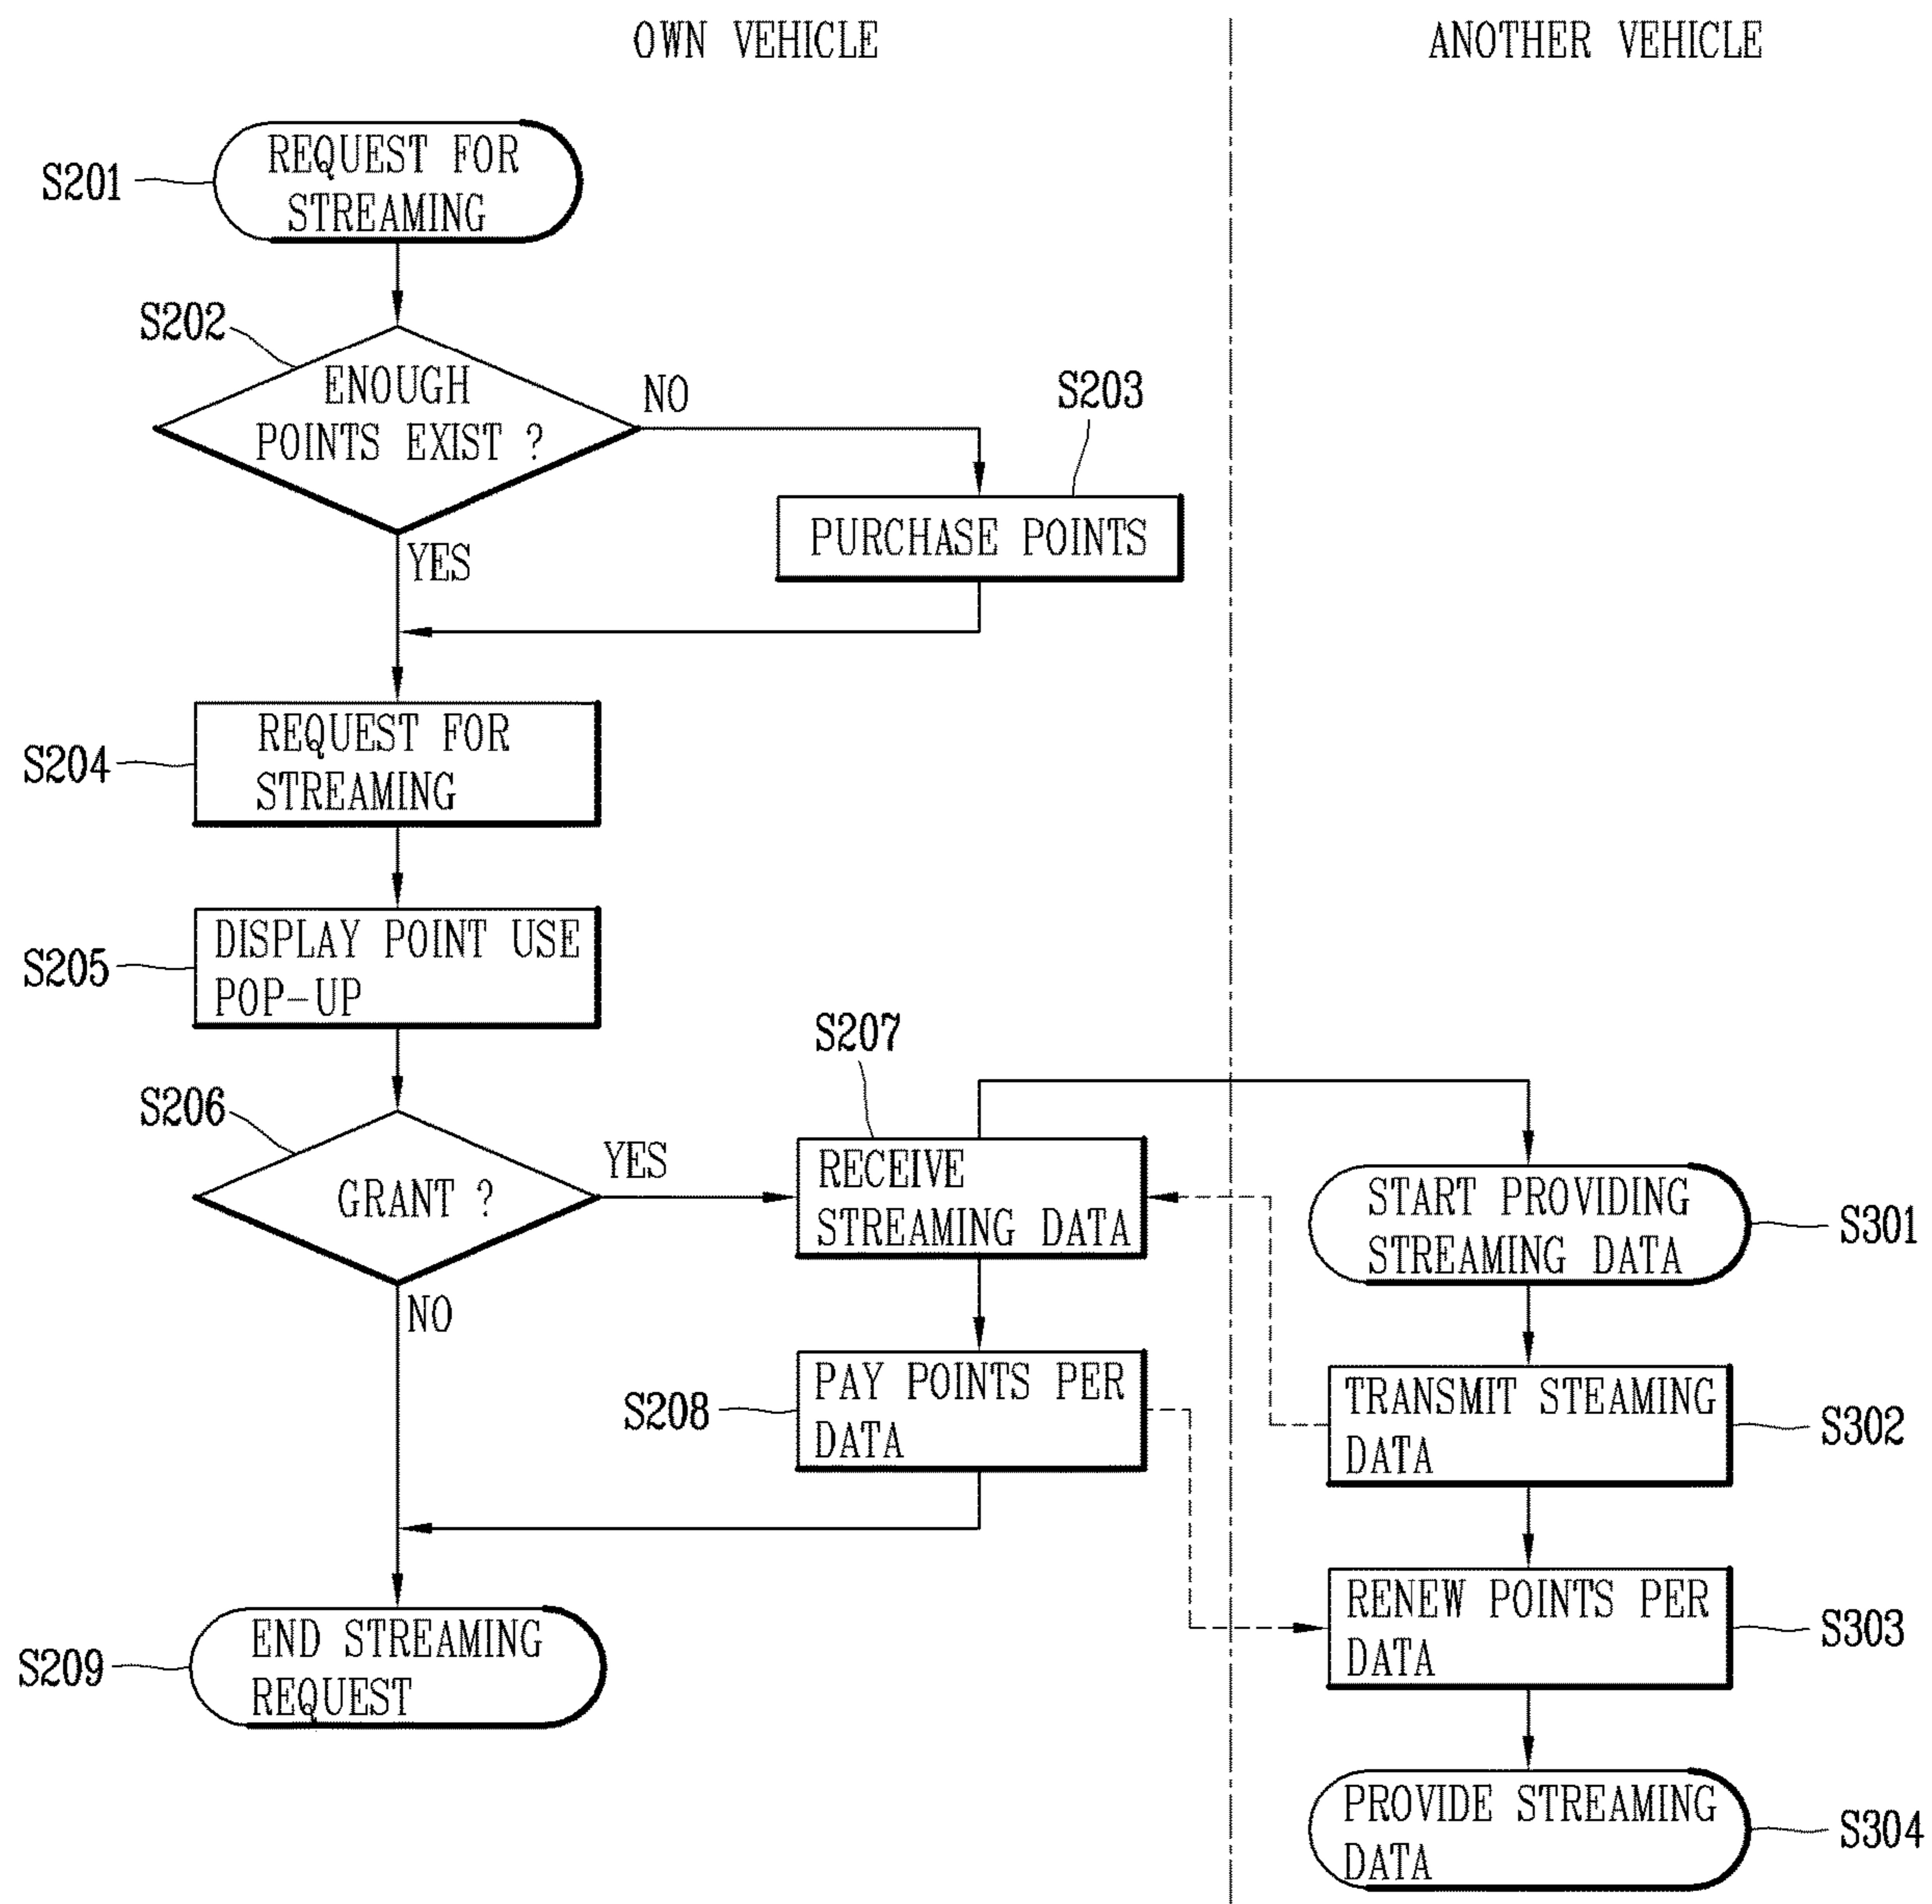 OWN VEHICLE
ANOTHER VEHICLE
S201
REQUEST FOR
STREAMING
S202
ENOUGH
POINTS EXIST ?
NO
S203
PURCHASE POINTS
YES
S204
REQUEST FOR
STREAMING
S205
DISPLAY POINT USE
POP-UP
S206
GRANT ?
YES
NO
S207
RECEIVE
STREAMING DATA
S208
PAY POINTS PER
DATA
S209
END STREAMING
REQUEST
START PROVIDING
STREAMING DATA
S301
TRANSMIT STEAMING
DATA
S302
RENEW POINTS PER
DATA
S303
PROVIDE STREAMING
DATA
S304